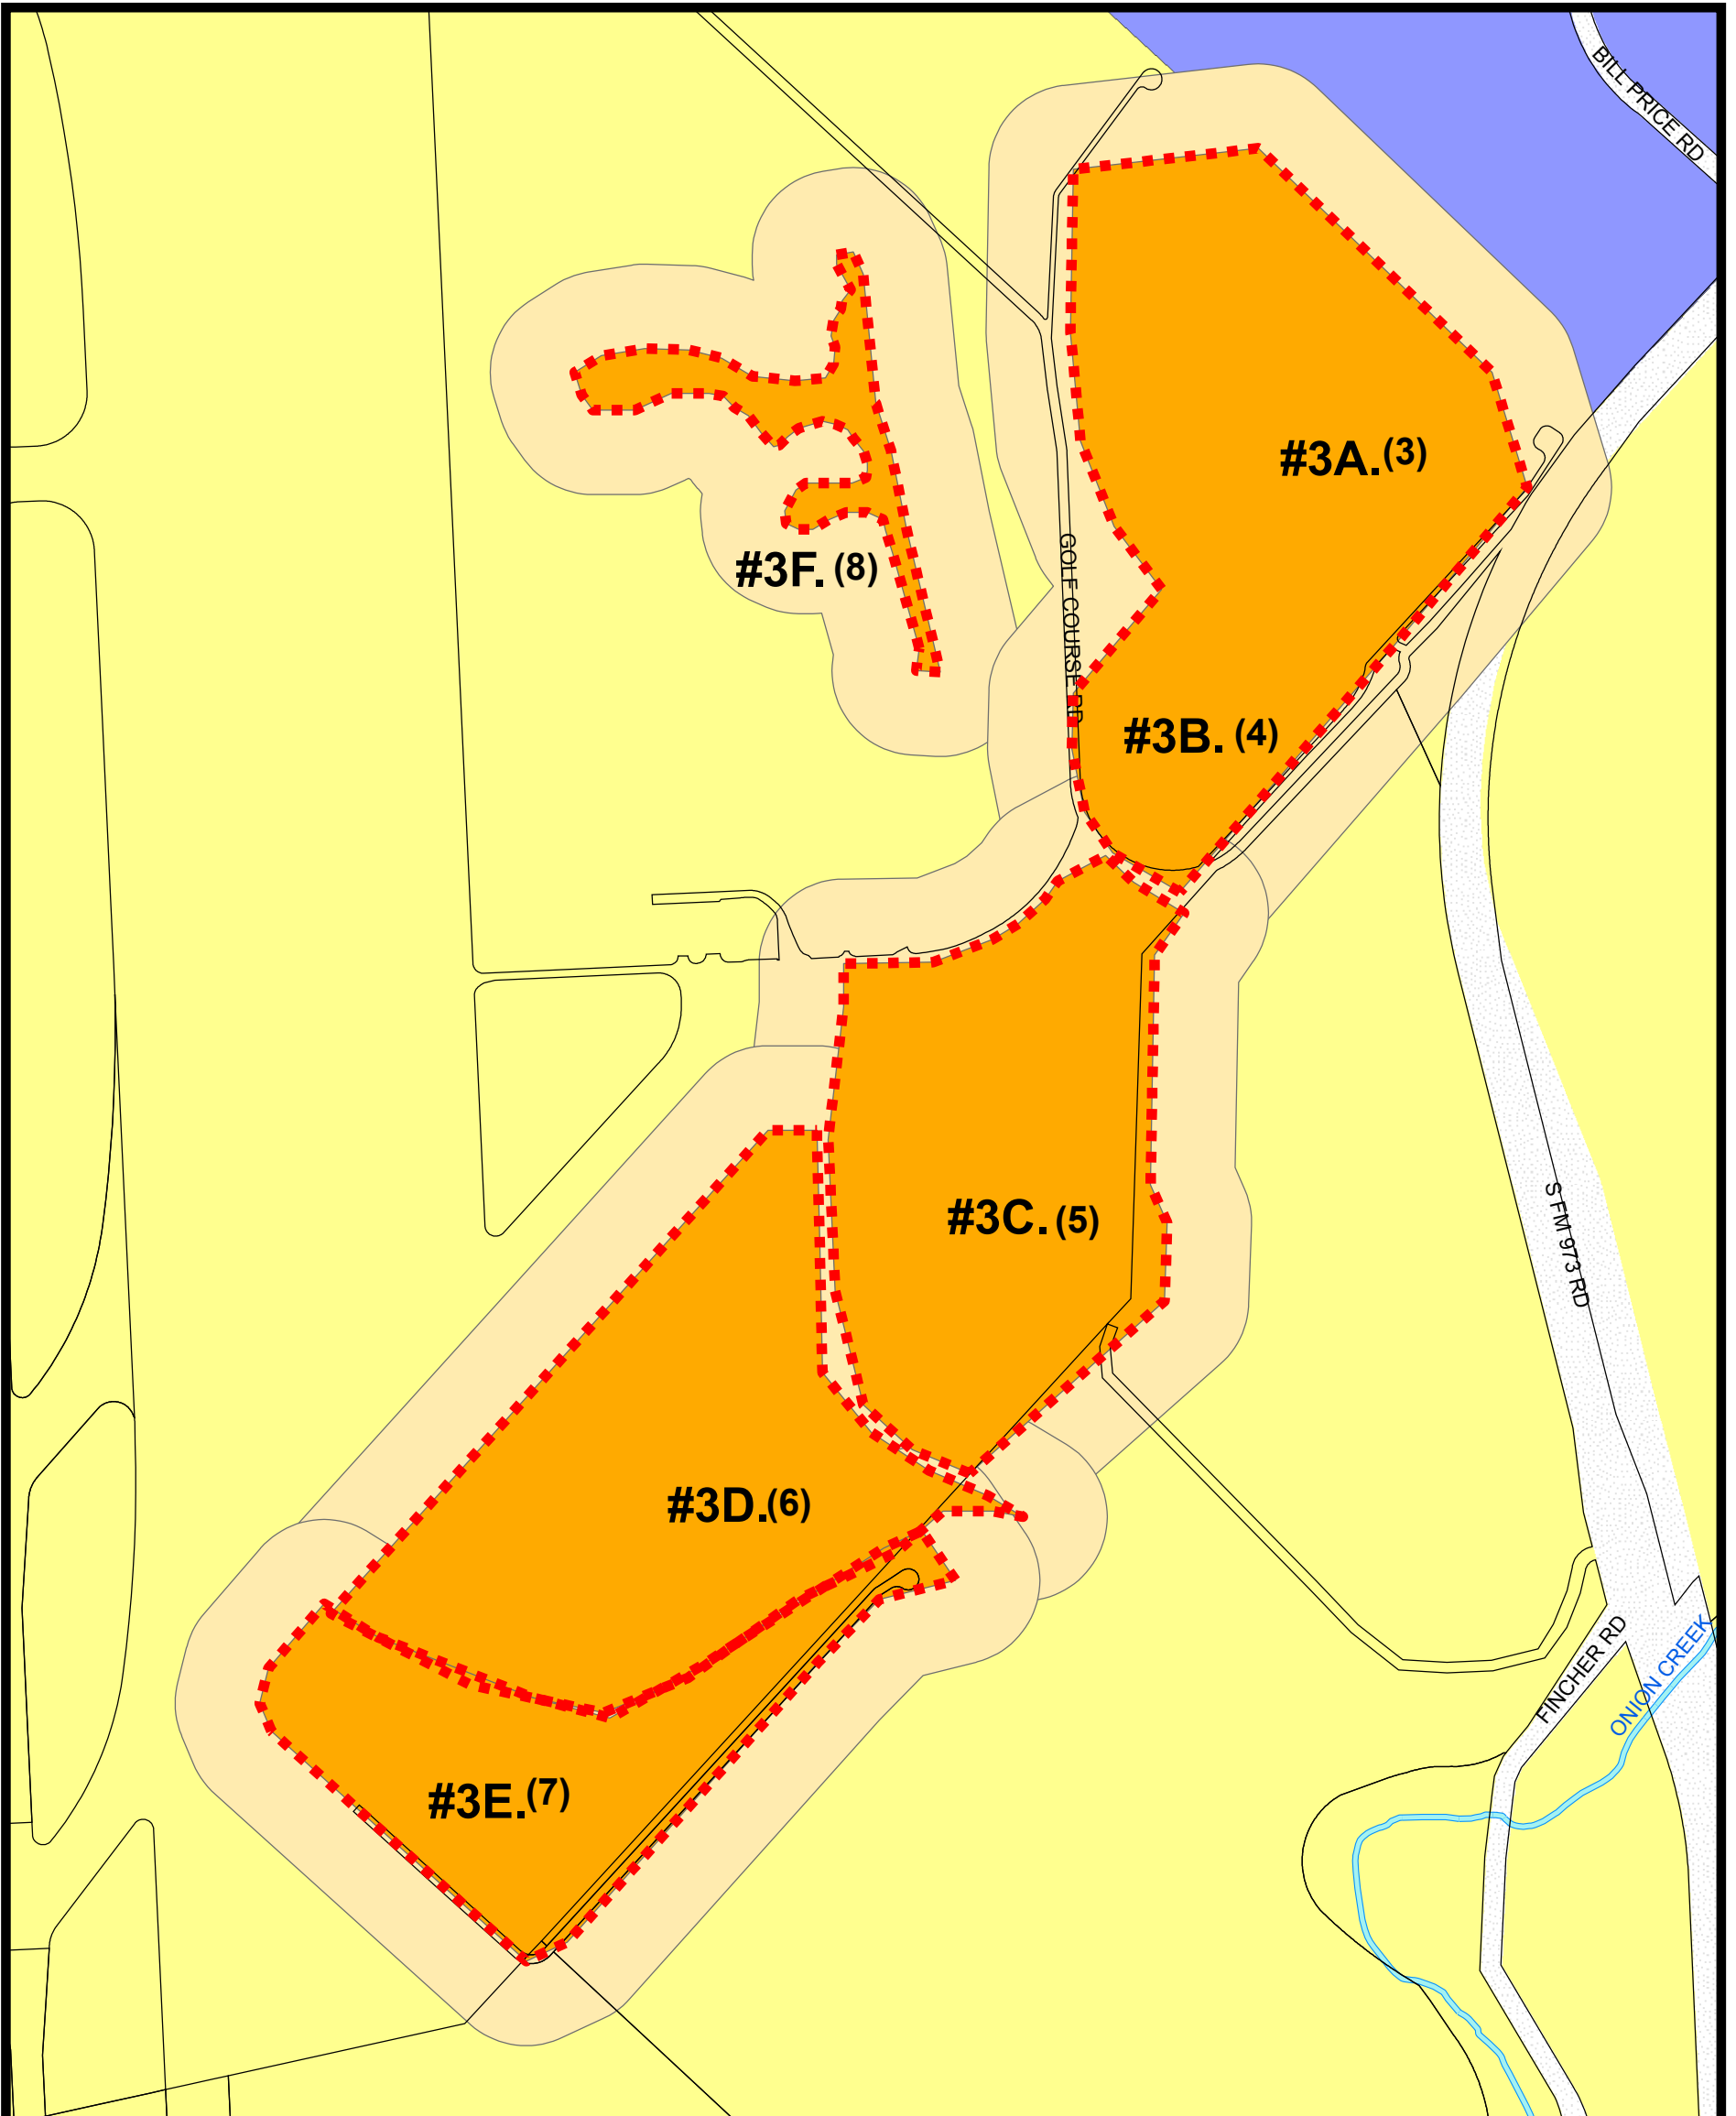 BILL PRICE RD
#3A.(3)
#3F. (8)
GOLF COURSE RD
#3B. (4)
#3C. (5)
S FM 973 RD
#3D.(6)
FINCHER RD
ONION CREEK
#3E.(7)